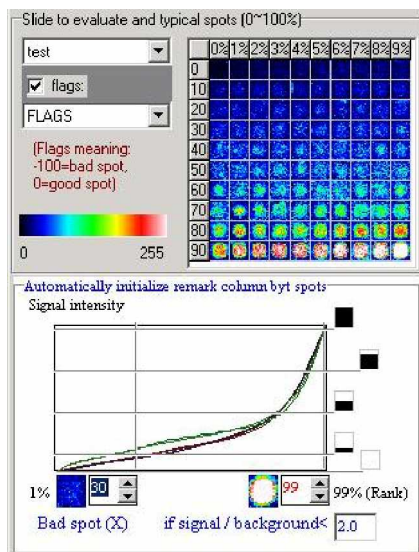 Slide to evaluate and typical spots (0~100%)
test
flags:
FLAGS
(Flags meaning:
-100=bad spot,
0=good spot)
0 255
0% 1% 2% 3% 4% 5% 6% 7% 8% 9%
0
10
20
30
40
50
60
70
80
90
Automatically initialize remark column byt spots
Signal intensity
1% 30 99 99% (Rank)
Bad spot (X) if signal / background< 2.0